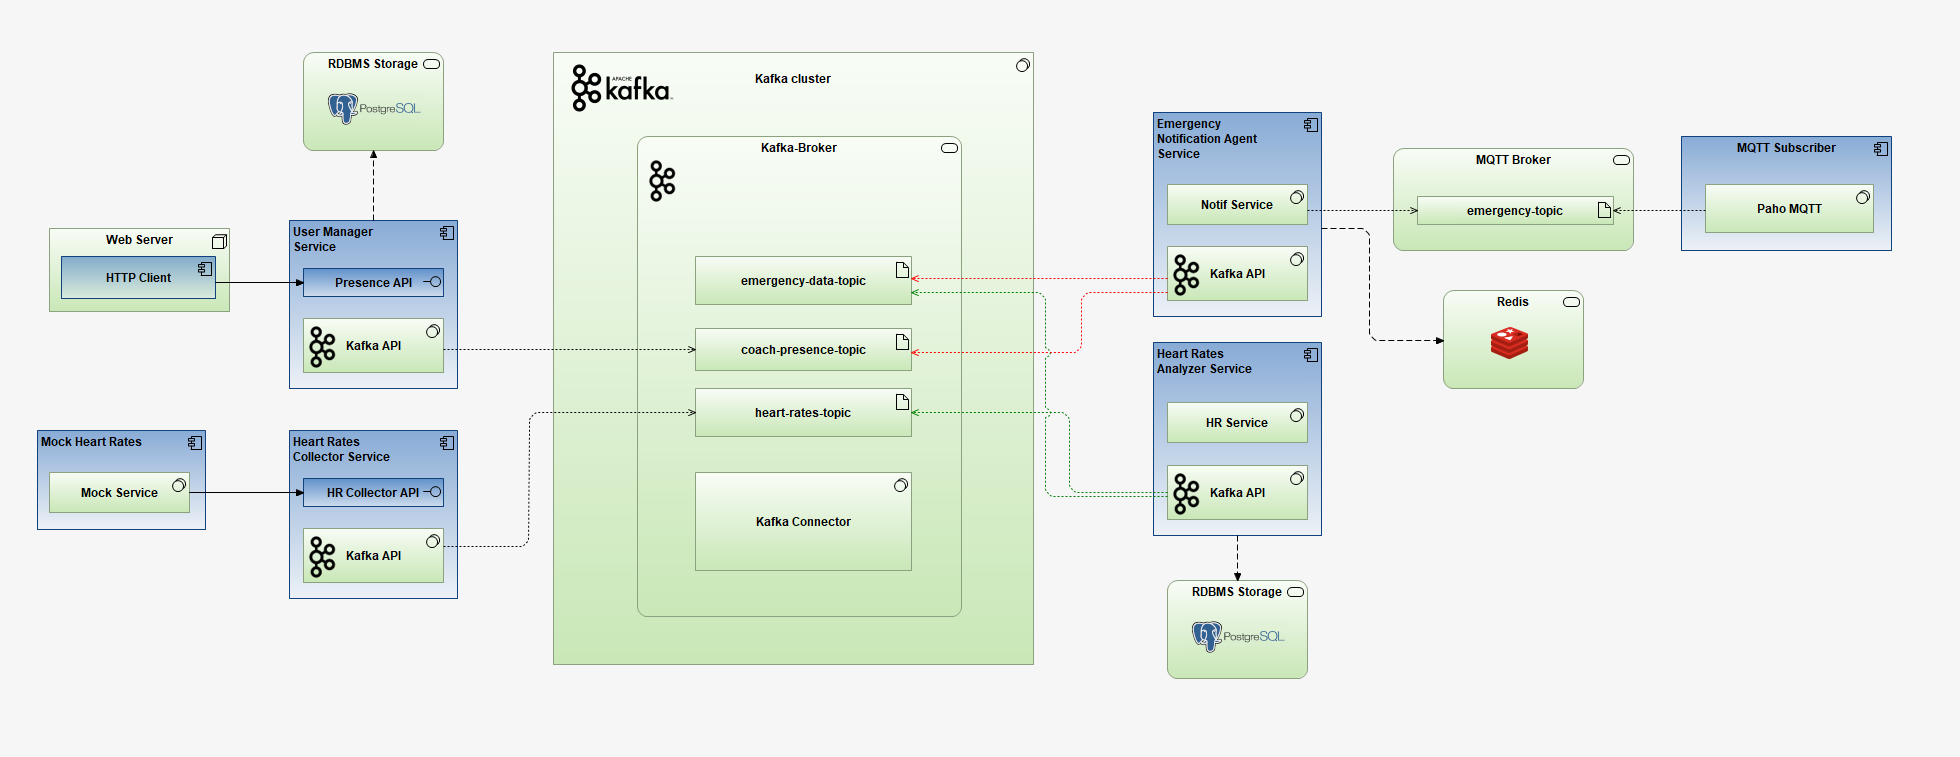 RDBMS Storage
PostgreSQL
Web Server
HTTP Client
User Manager
Service
Presence API
Kafka API
Mock Heart Rates
Mock Service
Heart Rates
Collector Service
HR Collector API
Kafka API
APACHE
kafka
Kafka cluster
Kafka-Broker
emergency-data-topic
coach-presence-topic
heart-rates-topic
Kafka Connector
Emergency
Notification Agent
Service
Notif Service
Kafka API
Heart Rates
Analyzer Service
HR Service
Kafka API
RDBMS Storage
PostgreSQL
MQTT Broker
emergency-topic
Redis
MQTT Subscriber
Paho MQTT